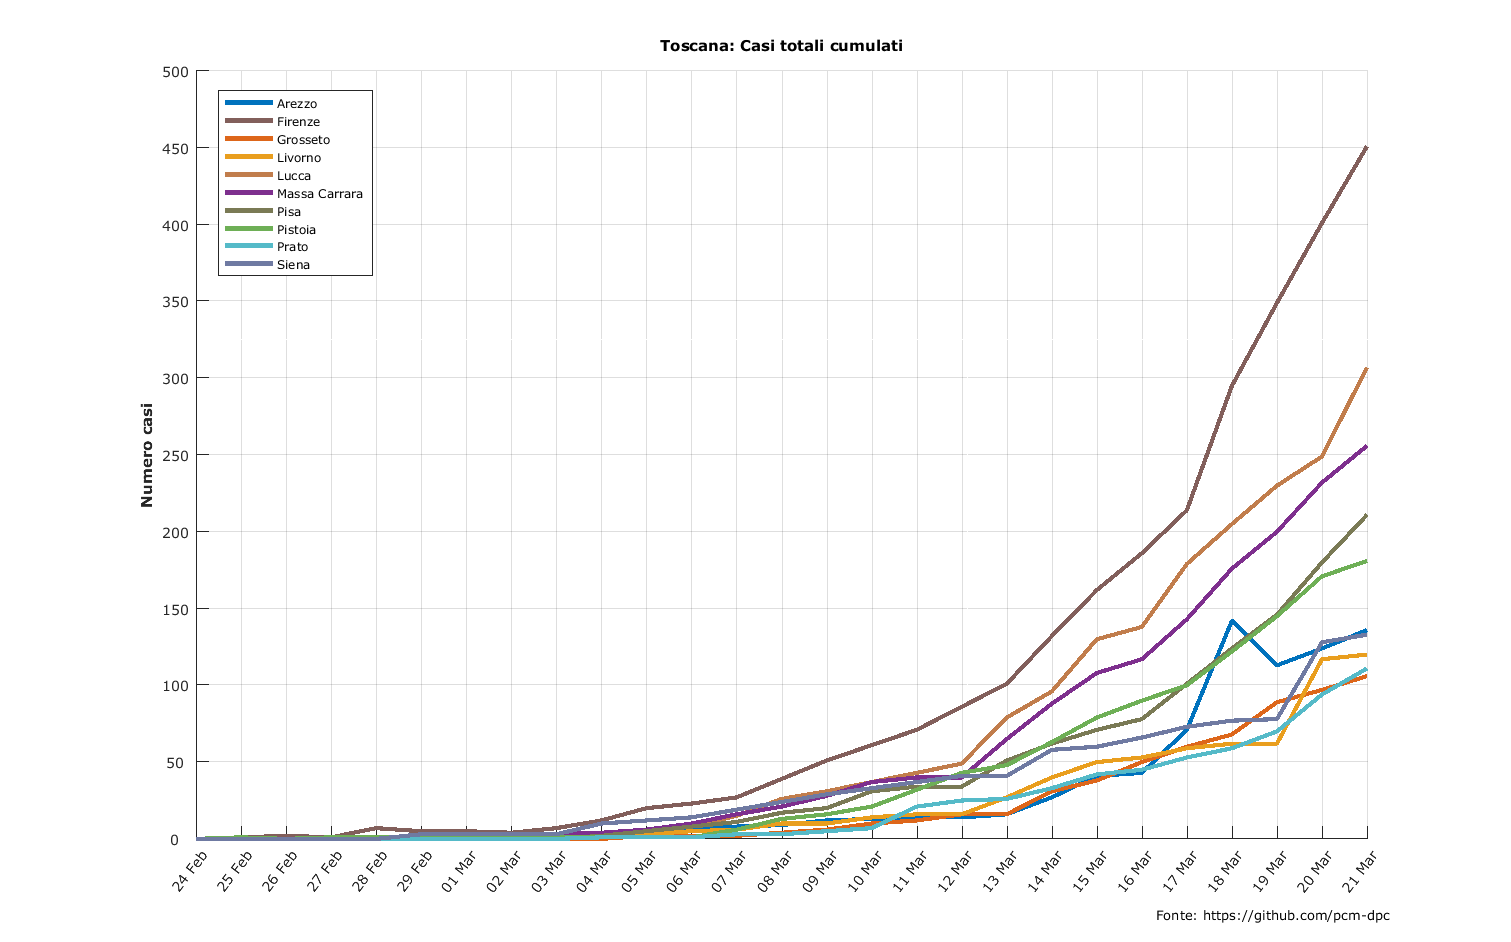 Toscana: Casi totali cumulati
500
450
400
350
300
250
200
150
100
50
0
Numero casi
Arezzo
Firenze
Grosseto
Livorno
Lucca
Massa Carrara
Pisa
Pistoia
Prato
Siena
24 Feb
25 Feb
26 Feb
27 Feb
28 Feb
29 Feb
01 Mar
02 Mar
03 Mar
04 Mar
05 Mar
06 Mar
07 Mar
08 Mar
09 Mar
10 Mar
11 Mar
12 Mar
13 Mar
14 Mar
15 Mar
16 Mar
17 Mar
18 Mar
19 Mar
20 Mar
21 Mar
Fonte: https://github.com/pcm-dpc